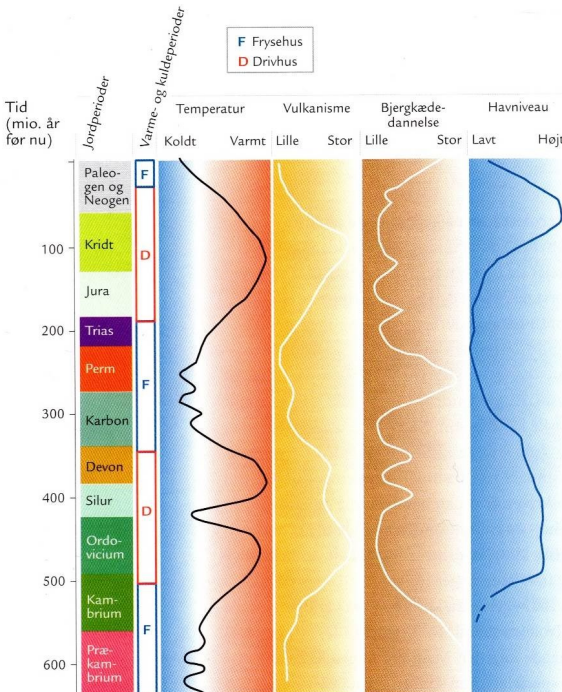 F Frysehus
D Drivhus
Tid
(mio. år
før nu)
Jordperioder
Varme- og kuldeperioder
Temperatur
Koldt Varmt
Vulkanisme
Lille Stor
Bjergkæde-
dannelse
Lille Stor
Havniveau
Lavt Højt
100
200
300
400
500
600
Paleo-
gen og
Neogen
Kridt
Jura
Trias
Perm
Karbon
Devon
Silur
Ordo-
vicium
Kam-
brium
Præ-
kam-
brium
F
D
F
D
F